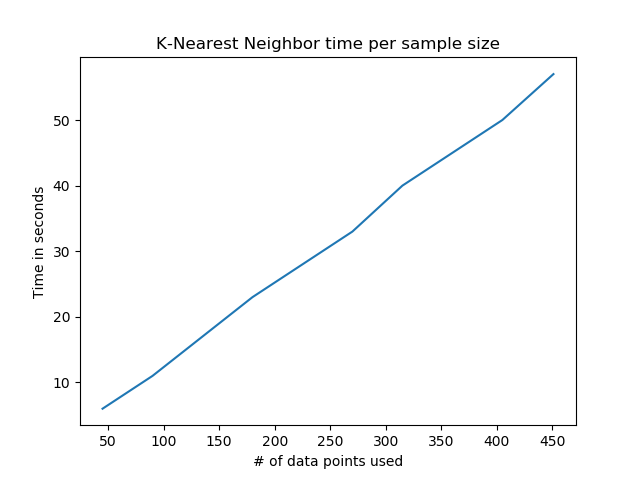 K-Nearest Neighbor time per sample size
50
40
30
20
10
Time in seconds
50 100 150 200 250 300 350 400 450
# of data points used